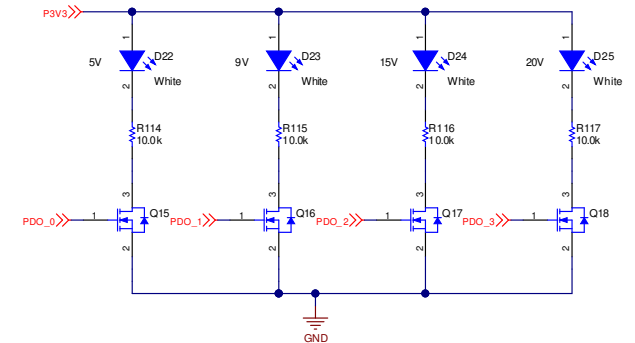 P3V3
1 1 1 1
5V D22 9V D23 15V D24 20V D25
2 White 2 White 2 White 2 White
R114 R115 R116 R117
10.0k 10.0k 10.0k 10.0k
3 3 3 3
PDO_0 1 Q15 PDO_1 1 Q16 PDO_2 1 Q17 PDO_3 1 Q18
2 2 2 2
GND